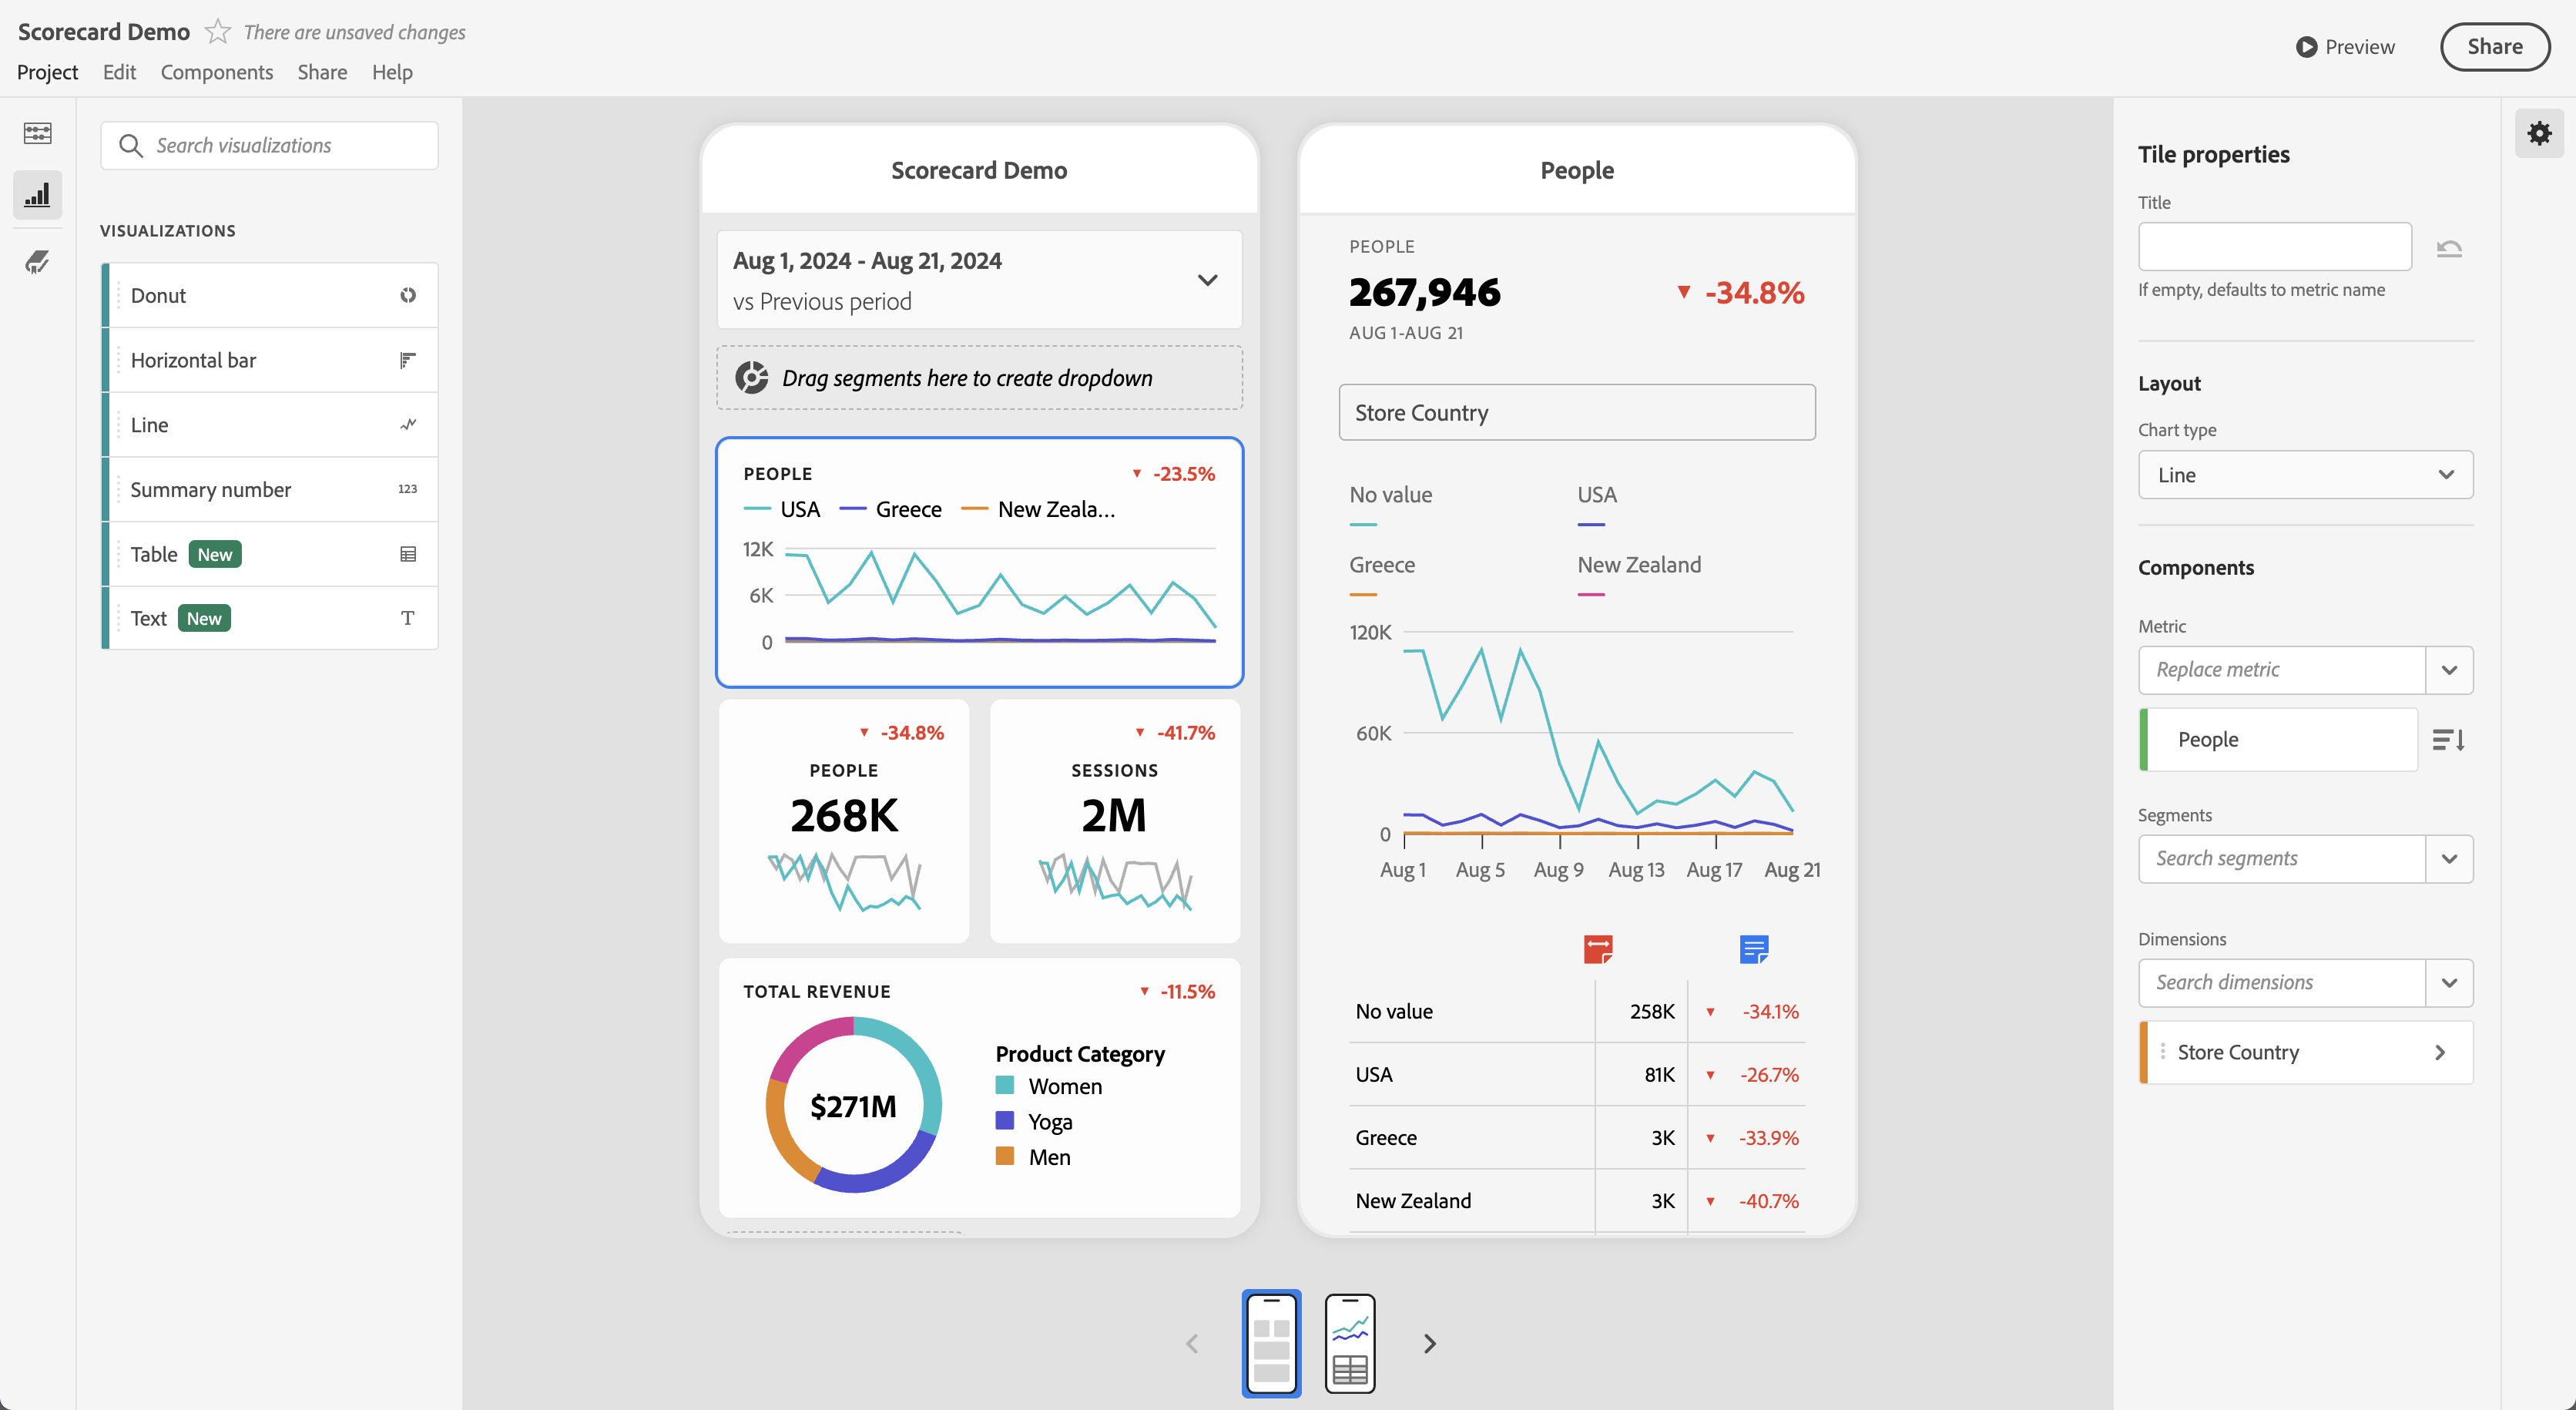 Scorecard Demo There are unsaved changes
Project Edit Components Share Help
Preview
Share
Search visualizations
VISUALIZATIONS
Donut
Horizontal bar
Line
Summary number 123
Table New
Text New T
Scorecard Demo
Aug 1, 2024 - Aug 21, 2024
vs Previous period
Drag segments here to create dropdown
PEOPLE ▼ -23.5%
USA Greece New Zeala...
12K
6K
0
▼ -34.8%
PEOPLE
268K
▼ -41.7%
SESSIONS
2M
TOTAL REVENUE ▼ -11.5%
$271M
Product Category
Women
Yoga
Men
People
PEOPLE
267,946 ▼ -34.8%
AUG 1-AUG 21
Store Country
No value USA
Greece New Zealand
120K
60K
0
Aug 1 Aug 5 Aug 9 Aug 13 Aug 17 Aug 21
No value 258K ▼ -34.1%
USA 81K ▼ -26.7%
Greece 3K ▼ -33.9%
New Zealand 3K ▼ -40.7%
Tile properties
Title
If empty, defaults to metric name
Layout
Chart type
Line
Components
Metric
Replace metric
People
Segments
Search segments
Dimensions
Search dimensions
Store Country